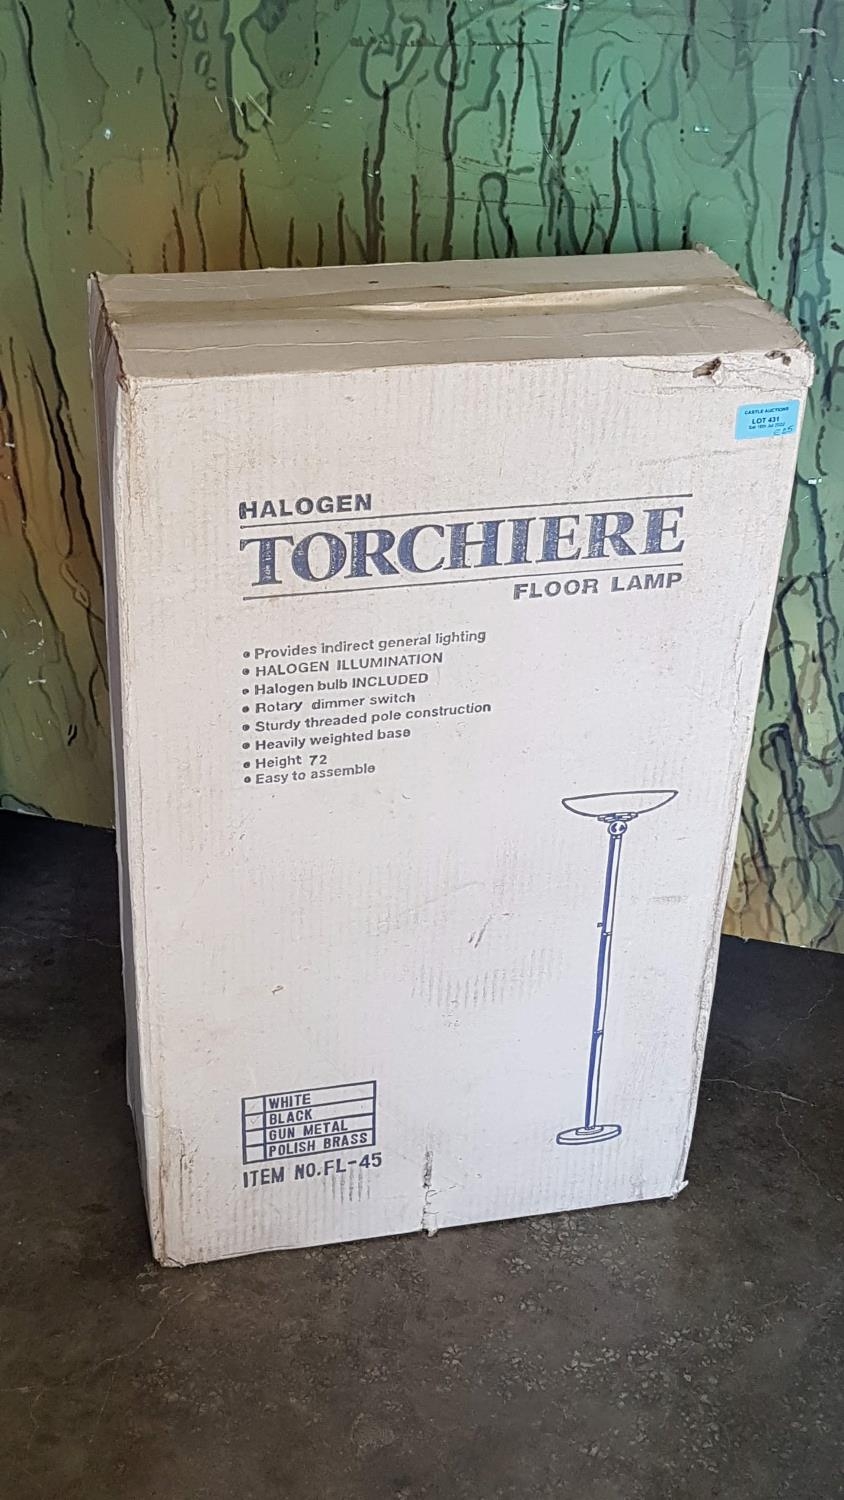 CASTLE AUCTIONS
LOT 431
HALOGEN
TORCHIERE
FLOOR LAMP
• Provides indirect general lighting
• HALOGEN ILLUMINATION
• Halogen bulb INCLUDED
• Rotary dimmer switch
• Sturdy threaded pole construction
• Heavily weighted base
• Height 72
• Easy to assemble
WHITE
BLACK
GUN METAL
POLISH BRASS
ITEM NO.FL-45